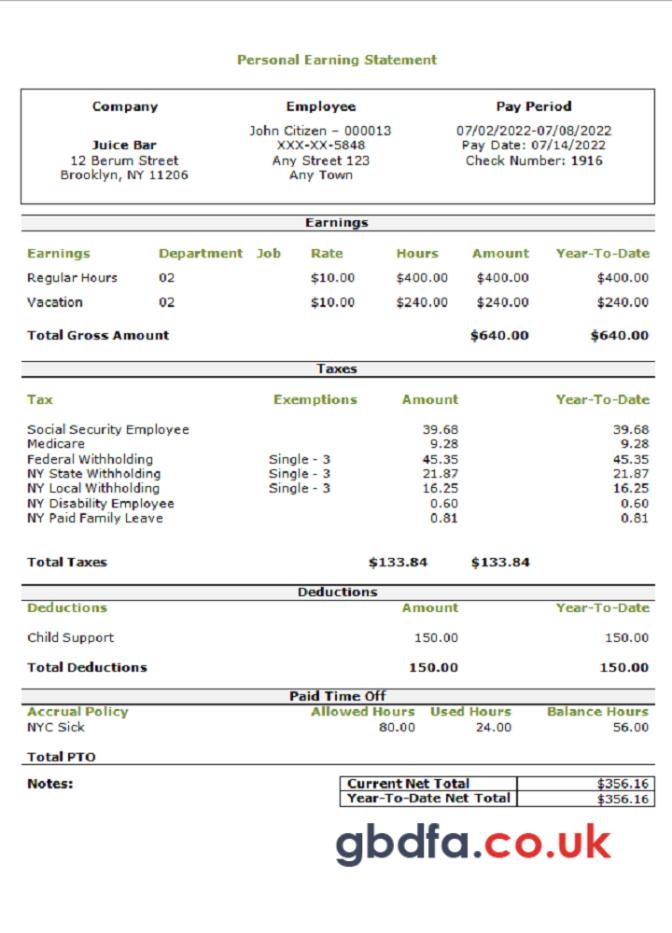 Personal Earning Statement
Company Employee Pay Period
John Citizen – 000013 07/02/2022-07/08/2022
Juice Bar XXX-XX-5848 Pay Date: 07/14/2022
12 Berum Street Any Street 123 Check Number: 1916
Brooklyn, NY 11206 Any Town
Earnings
Earnings Department Job Rate Hours Amount Year-To-Date
Regular Hours 02 $10.00 $400.00 $400.00 $400.00
Vacation 02 $10.00 $240.00 $240.00 $240.00
Total Gross Amount $640.00 $640.00
Taxes
Tax Exemptions Amount Year-To-Date
Social Security Employee 39.68 39.68
Medicare 9.28 9.28
Federal Withholding Single - 3 45.35 45.35
NY State Withholding Single - 3 21.87 21.87
NY Local Withholding Single - 3 16.25 16.25
NY Disability Employee 0.60 0.60
NY Paid Family Leave 0.81 0.81
Total Taxes $133.84 $133.84
Deductions
Deductions Amount Year-To-Date
Child Support 150.00 150.00
Total Deductions 150.00 150.00
Paid Time Off
Accrual Policy Allowed Hours Used Hours Balance Hours
NYC Sick 80.00 24.00 56.00
Total PTO
Notes: Current Net Total $356.16
Year-To-Date Net Total $356.16
gbdfa.co.uk